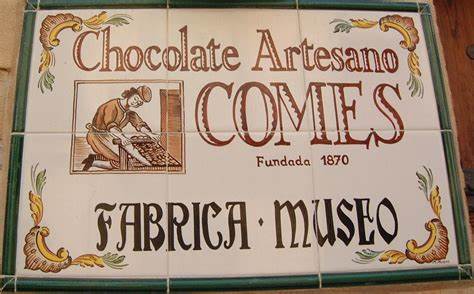 Chocolate Artesano
COMES
Fundada 1870
FABRICA · MUSEO